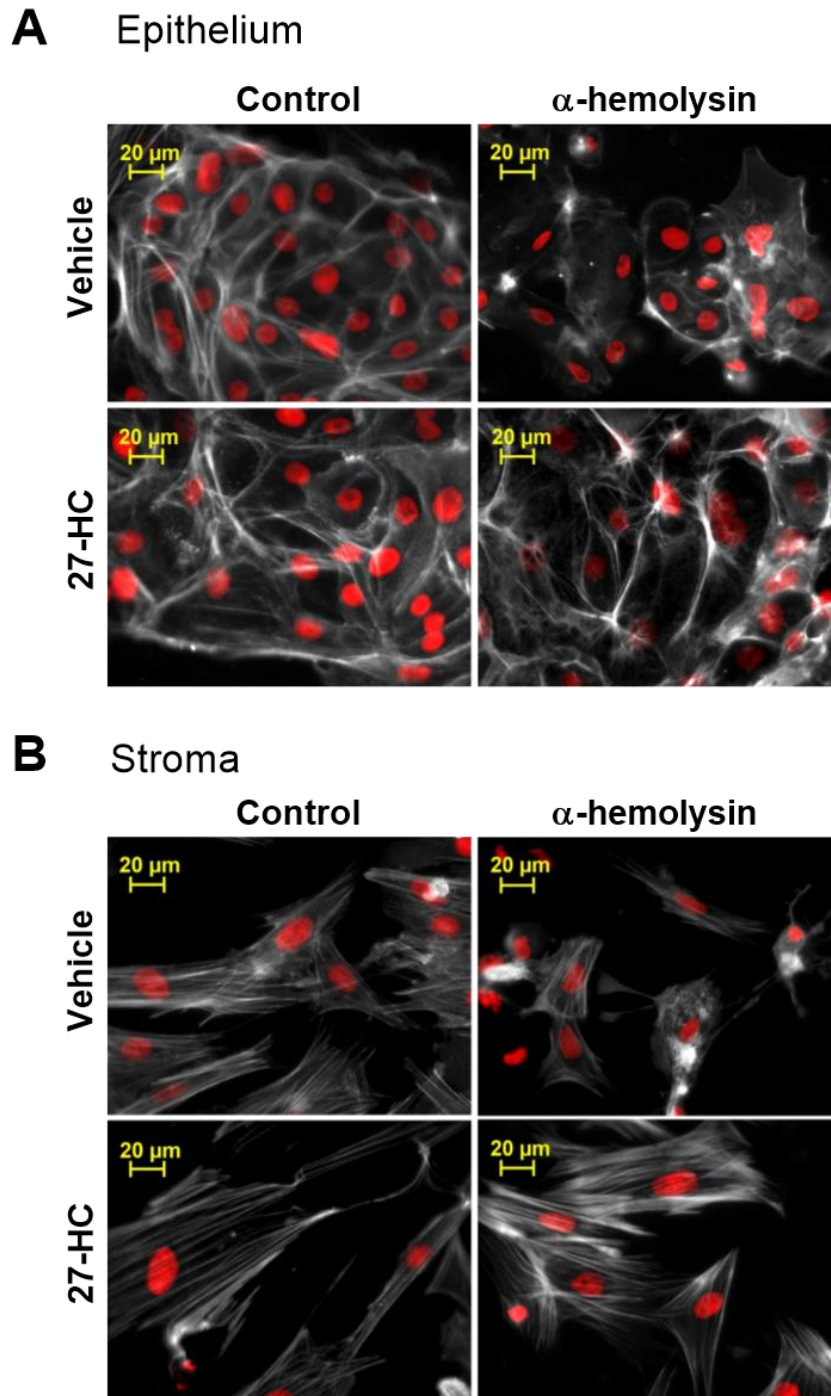 A Epithelium
Control α-hemolysin
Vehicle
20 µm 20 µm
27-HC
20 µm 20 µm
B Stroma
Control α-hemolysin
Vehicle
20 µm 20 µm
27-HC
20 µm 20 µm